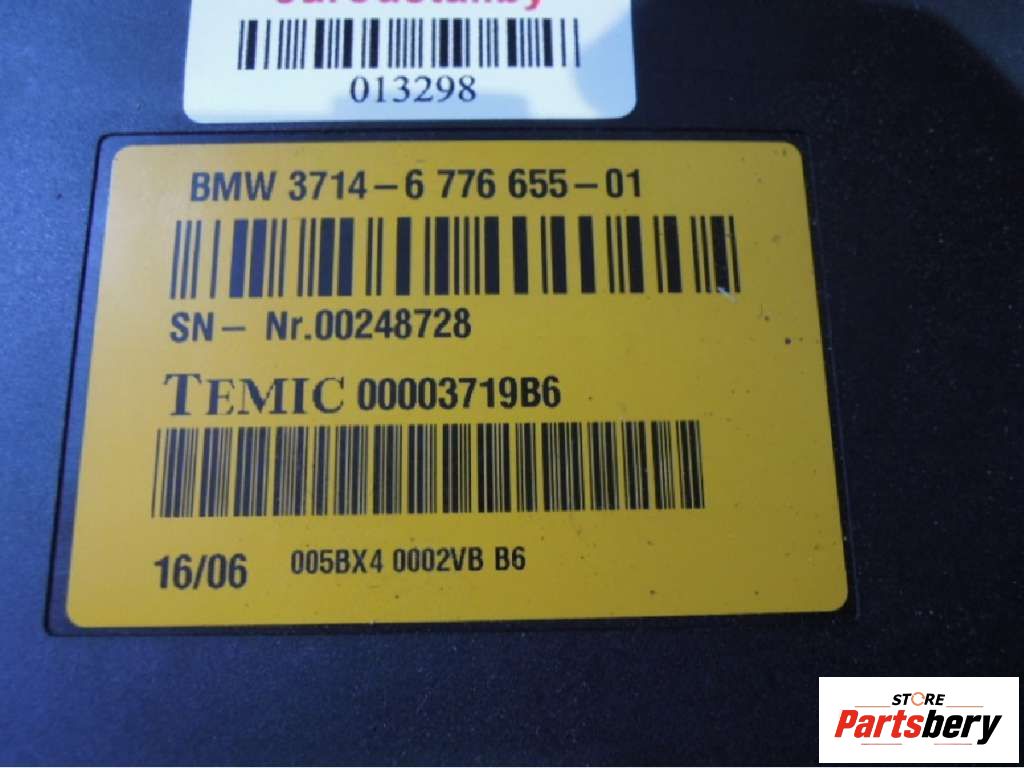 013298
BMW 3714-6 776 655-01
SN- Nr.00248728
TEMIC 00003719B6
16/06 005BX4 0002VB B6
STORE
Partsbery